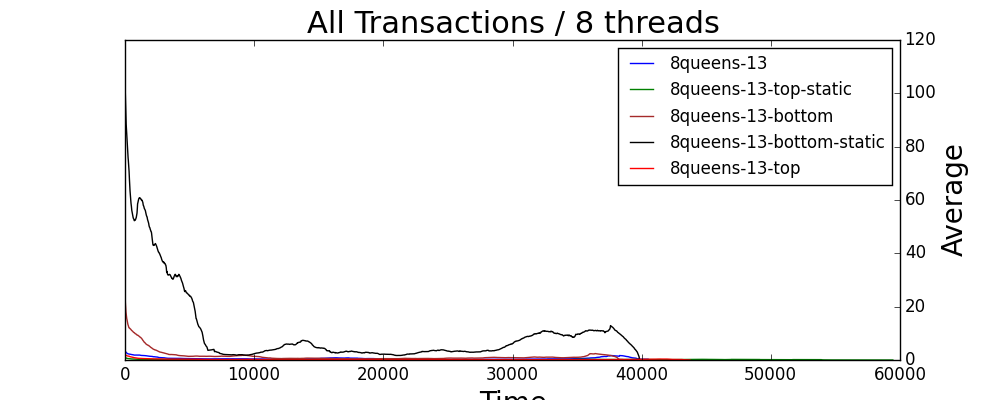 All Transactions / 8 threads
120
100
80
60
40
20
0
Average
8queens-13
8queens-13-top-static
8queens-13-bottom
8queens-13-bottom-static
8queens-13-top
0 10000 20000 30000 40000 50000 60000
Time